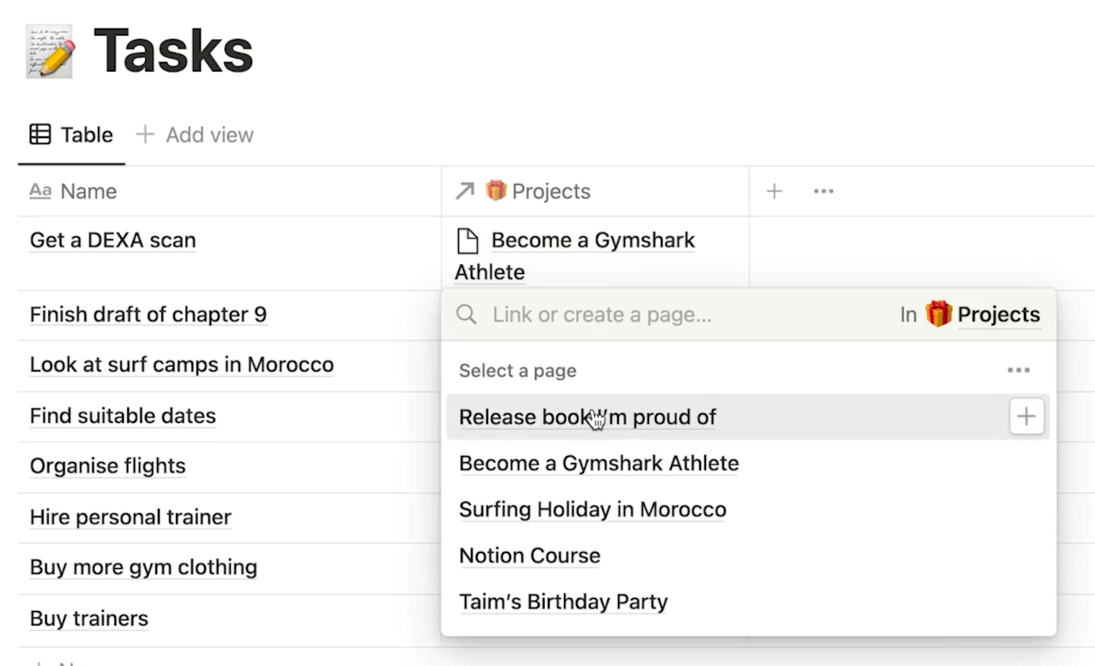 Tasks
Table + Add view
Aa Name
Projects
Get a DEXA scan
Become a Gymshark
Athlete
Finish draft of chapter 9
Link or create a page...
In Projects
Look at surf camps in Morocco
Select a page
Find suitable dates
Release book I'm proud of
Organise flights
Become a Gymshark Athlete
Hire personal trainer
Surfing Holiday in Morocco
Buy more gym clothing
Notion Course
Buy trainers
Taim's Birthday Party